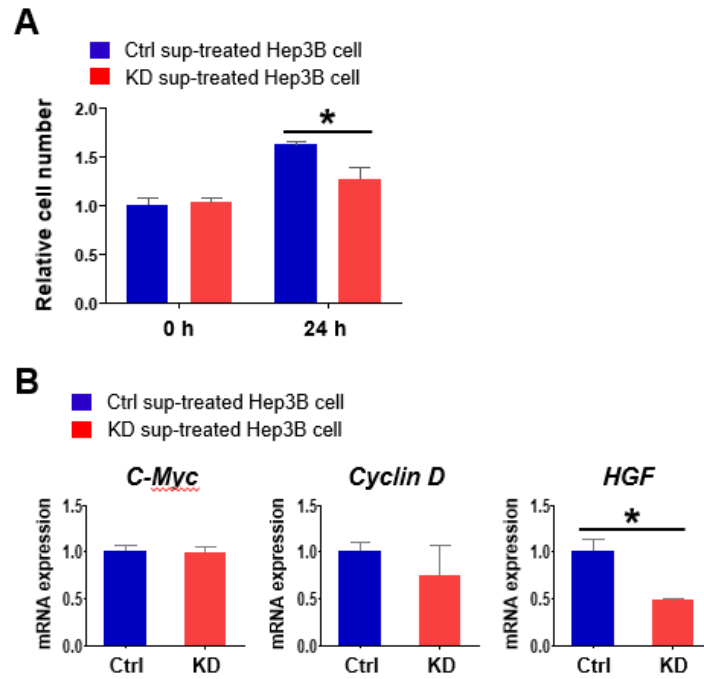 A
Ctrl sup-treated Hep3B cell
KD sup-treated Hep3B cell
Relative cell number
2.0
1.5
1.0
0.5
0.0
*
0 h 24 h
B
Ctrl sup-treated Hep3B cell
KD sup-treated Hep3B cell
C-Myc
mRNA expression
1.5
1.0
0.5
0.0
Ctrl KD
Cyclin D
mRNA expression
1.5
1.0
0.5
0.0
Ctrl KD
HGF
mRNA expression
1.5
1.0
0.5
0.0
*
Ctrl KD